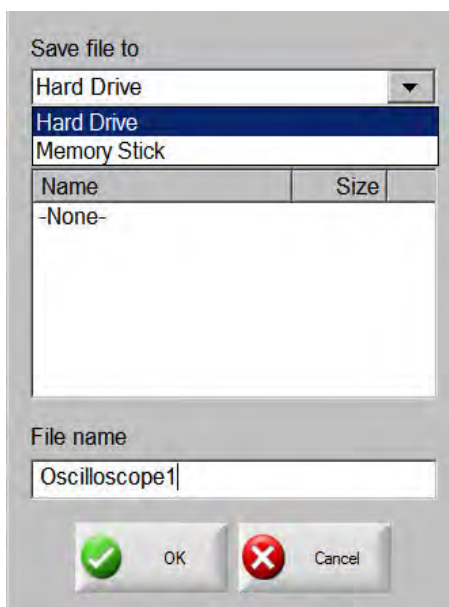 Save file to
Hard Drive
Hard Drive
Memory Stick
Name Size
-None-
File name
Oscilloscope1
OK Cancel